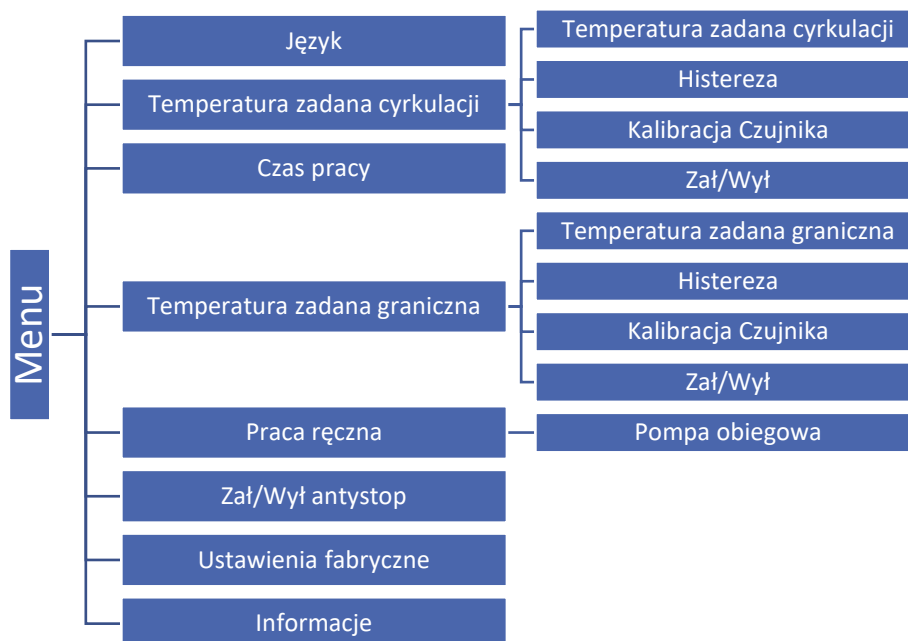 Menu
Język
Temperatura zadana cyrkulacji
Temperatura zadana cyrkulacji
Histereza
Kalibracja Czujnika
Zał/Wył
Czas pracy
Temperatura zadana graniczna
Temperatura zadana graniczna
Histereza
Kalibracja Czujnika
Zał/Wył
Praca ręczna
Pompa obiegowa
Zał/Wył antystop
Ustawienia fabryczne
Informacje